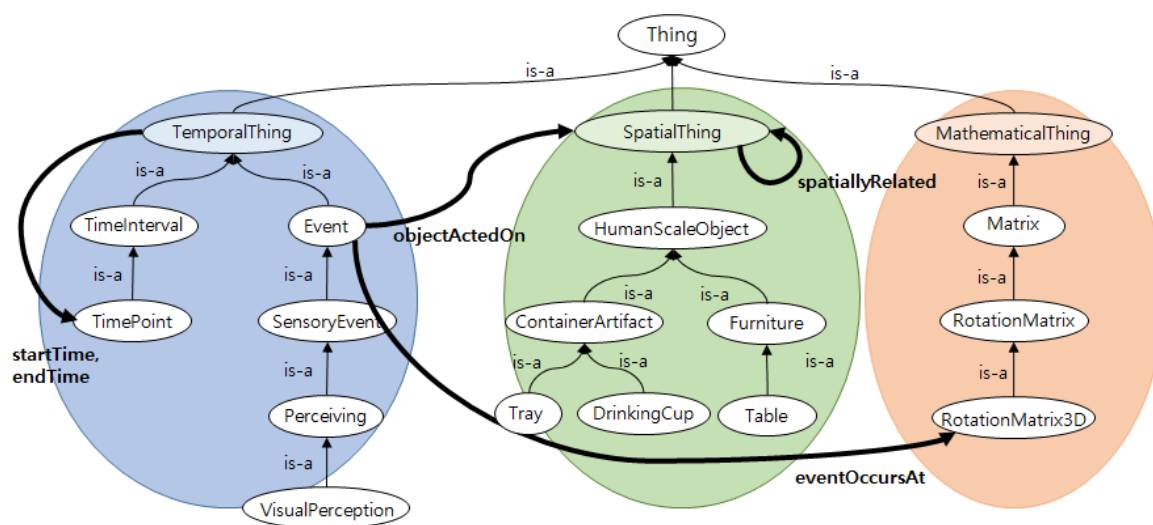 Thing
is-a
is-a
is-a
TemporalThing
SpatialThing
MathematicalThing
is-a
is-a
is-a
spatiallyRelated
is-a
TimeInterval
Event
objectActedOn
HumanScaleObject
Matrix
is-a
is-a
is-a
is-a
is-a
TimePoint
SensoryEvent
ContainerArtifact
Furniture
RotationMatrix
startTime,
endTime
is-a
is-a
is-a
is-a
is-a
Perceiving
Tray
DrinkingCup
Table
RotationMatrix3D
is-a
eventOccursAt
VisualPerception